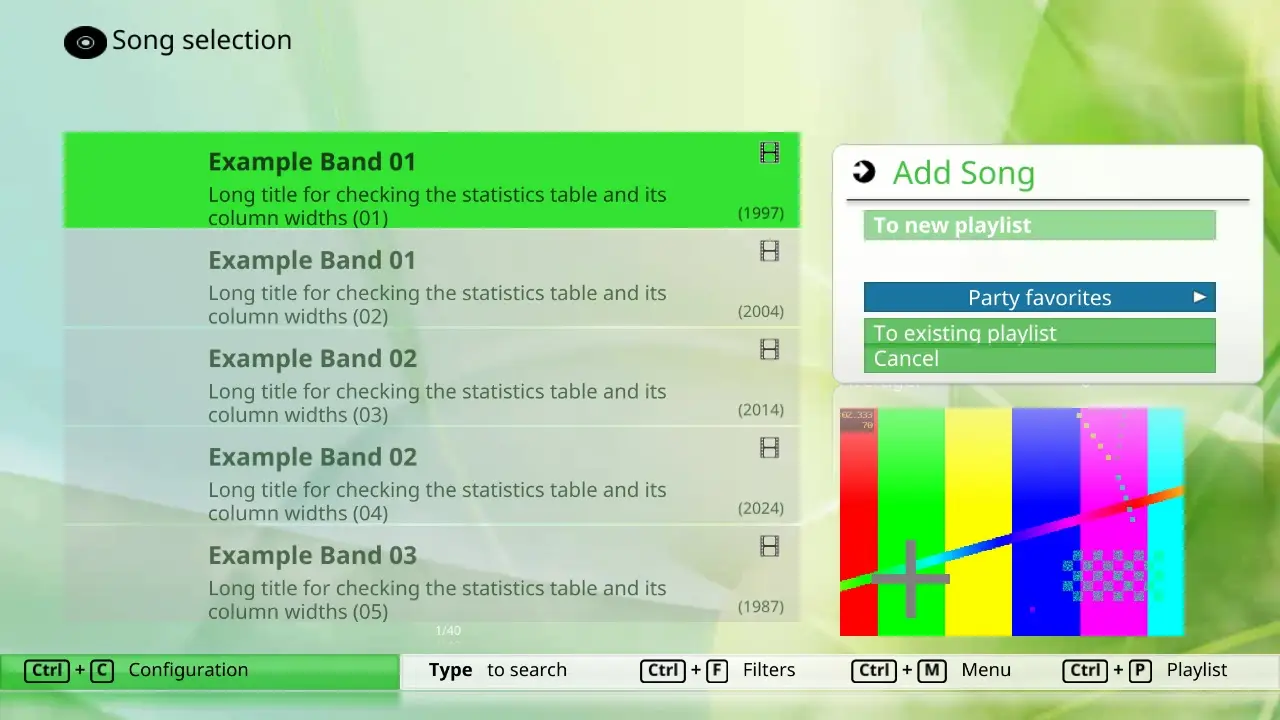 Song selection
Example Band 01
Long title for checking the statistics table and its
column widths (01)
(1997)
Example Band 01
Long title for checking the statistics table and its
column widths (02)
(2004)
Example Band 02
Long title for checking the statistics table and its
column widths (03)
(2014)
Example Band 02
Long title for checking the statistics table and its
column widths (04)
(2024)
Example Band 03
Long title for checking the statistics table and its
column widths (05)
(1987)
1/40
Add Song
To new playlist
Party favorites
To existing playlist
Cancel
70
Ctrl + C Configuration
Type to search
Ctrl + F Filters
Ctrl + M Menu
Ctrl + P Playlist